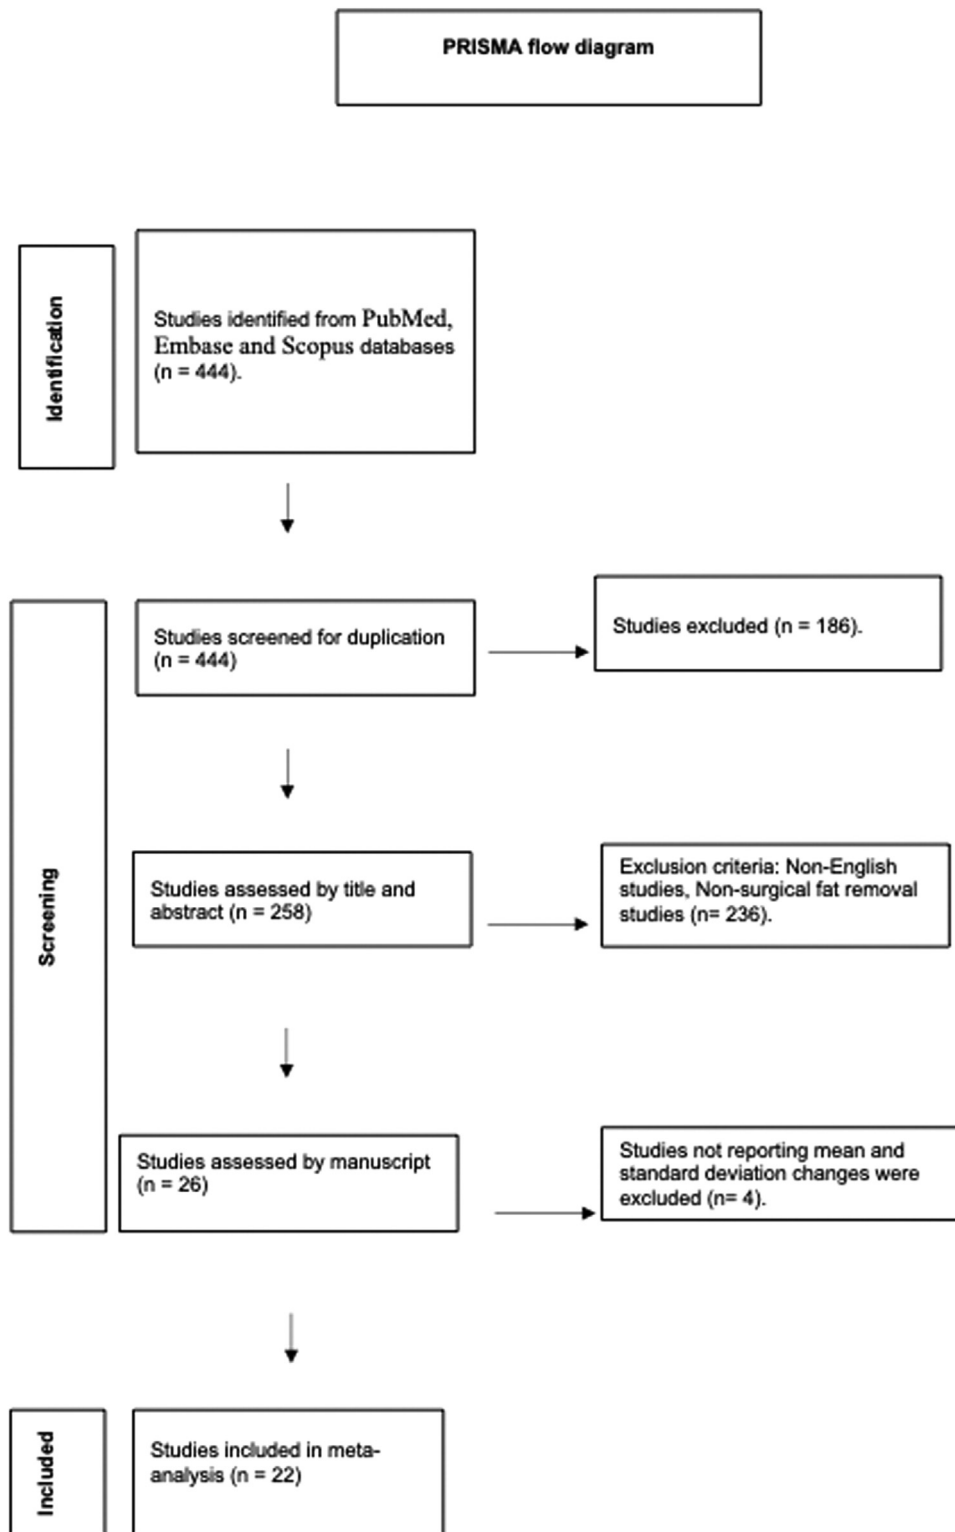 PRISMA flow diagram
Identification
Studies identified from PubMed,
Embase and Scopus databases
(n = 444).
Screening
Studies screened for duplication
(n = 444)
Studies excluded (n = 186).
Studies assessed by title and
abstract (n = 258)
Exclusion criteria: Non-English
studies, Non-surgical fat removal
studies (n= 236).
Studies assessed by manuscript
(n = 26)
Studies not reporting mean and
standard deviation changes were
excluded (n= 4).
Included
Studies included in meta-
analysis (n = 22)